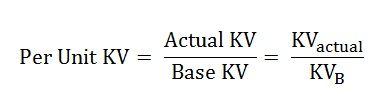 Per Unit KV = Actual KV / Base KV = KV_actual / KV_B